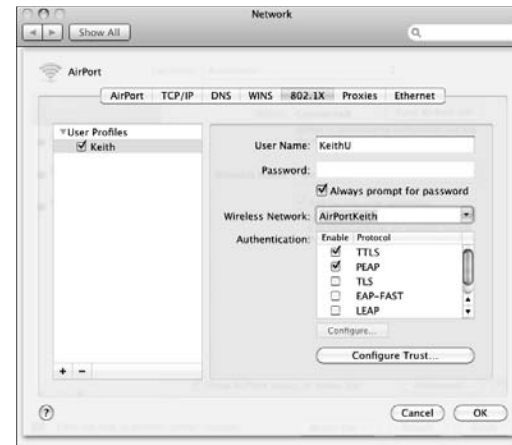 Network
Show All
AirPort
AirPort TCP/IP DNS WINS 802.1X Proxies Ethernet
User Profiles
Keith
User Name: KeithU
Password:
Always prompt for password
Wireless Network: AirPortKeith
Authentication: Enable Protocol
TTLS
PEAP
TLS
EAP-FAST
LEAP
Configure...
Configure Trust...
+ −
? Cancel OK